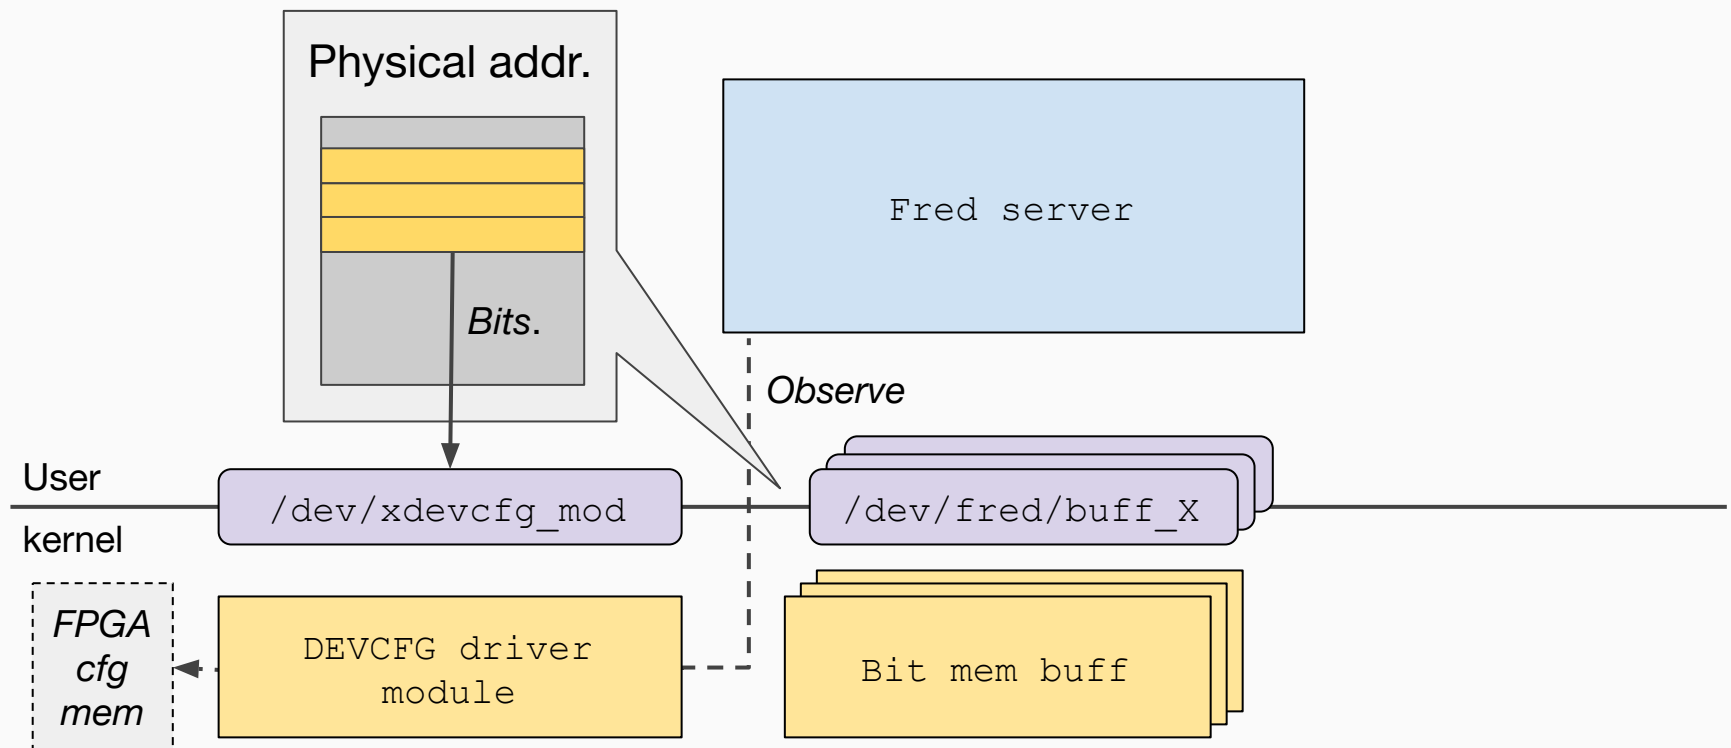 Physical addr.
Bits.
Fred server
Observe
User
/dev/xdevcfg_mod
/dev/fred/buff_X
kernel
FPGA
cfg
mem
DEVCFG driver
module
Bit mem buff